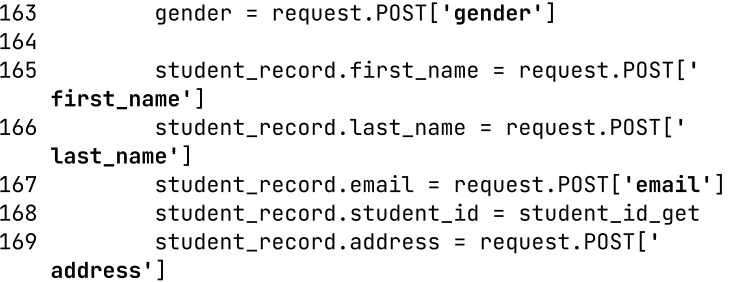 163         gender = request.POST['gender']
164
165         student_record.first_name = request.POST['
    first_name']
166         student_record.last_name = request.POST['
    last_name']
167         student_record.email = request.POST['email']
168         student_record.student_id = student_id_get
169         student_record.address = request.POST['
    address']